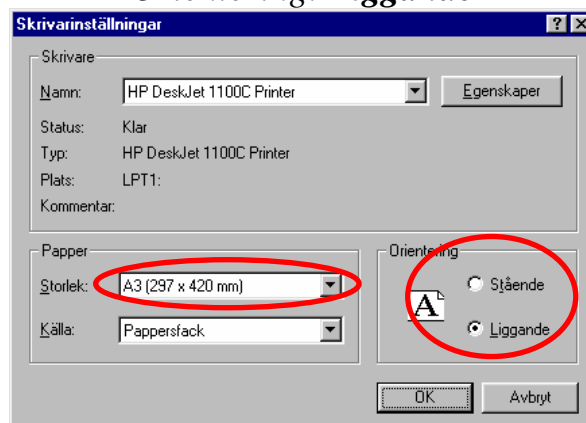 Skrivarinställningar
Skrivare
Namn: HP DeskJet 1100C Printer Egenskaper
Status: Klar
Typ: HP DeskJet 1100C Printer
Plats: LPT1:
Kommentar:
Papper
Storlek: A3 (297 x 420 mm)
Källa: Pappersfack
Orientering
A
Stående
Liggande
OK Avbryt